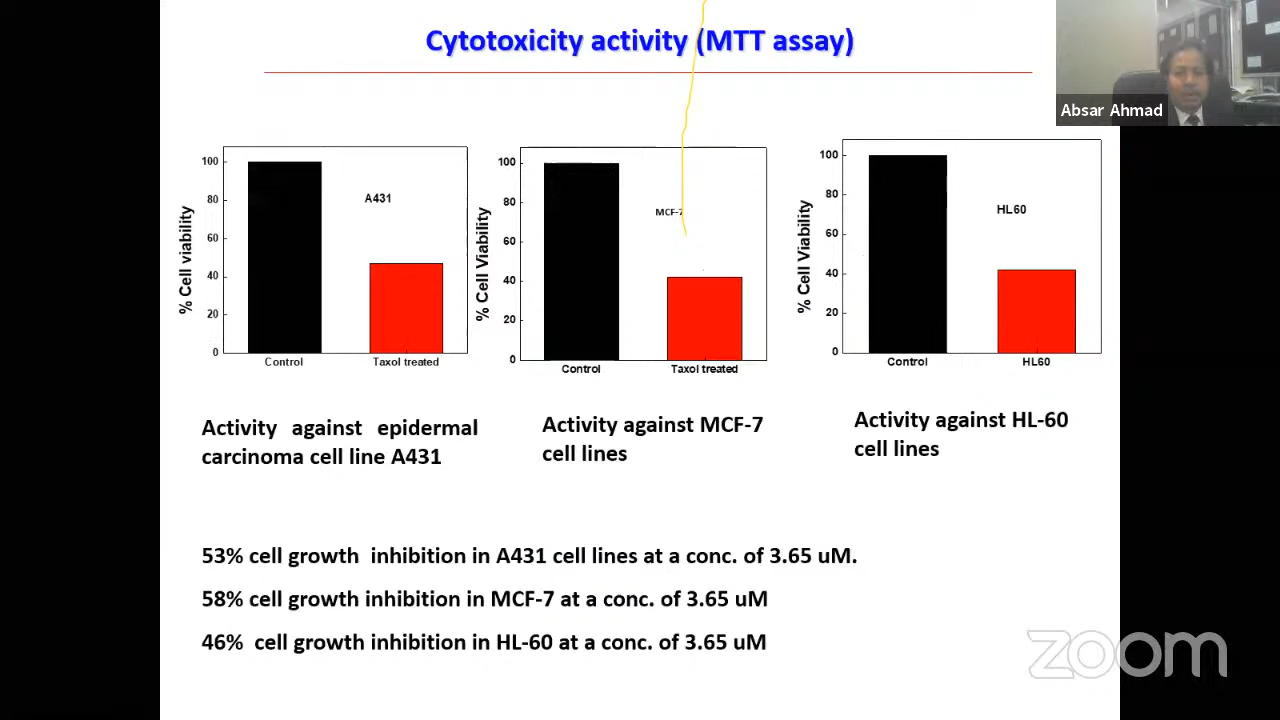 Cytotoxicity activity (MTT assay)
Absar Ahmad
% Cell viability
100
80
60
40
20
0
A431
Control
Taxol treated
% Cell Viability
100
80
60
40
20
0
MCF-7
Control
Taxol treated
% Cell Viability
100
80
60
40
20
0
HL60
Control
HL60
Activity against epidermal
carcinoma cell line A431
Activity against MCF-7
cell lines
Activity against HL-60
cell lines
53% cell growth inhibition in A431 cell lines at a conc. of 3.65 uM.
58% cell growth inhibition in MCF-7 at a conc. of 3.65 uM
46% cell growth inhibition in HL-60 at a conc. of 3.65 uM
zoom